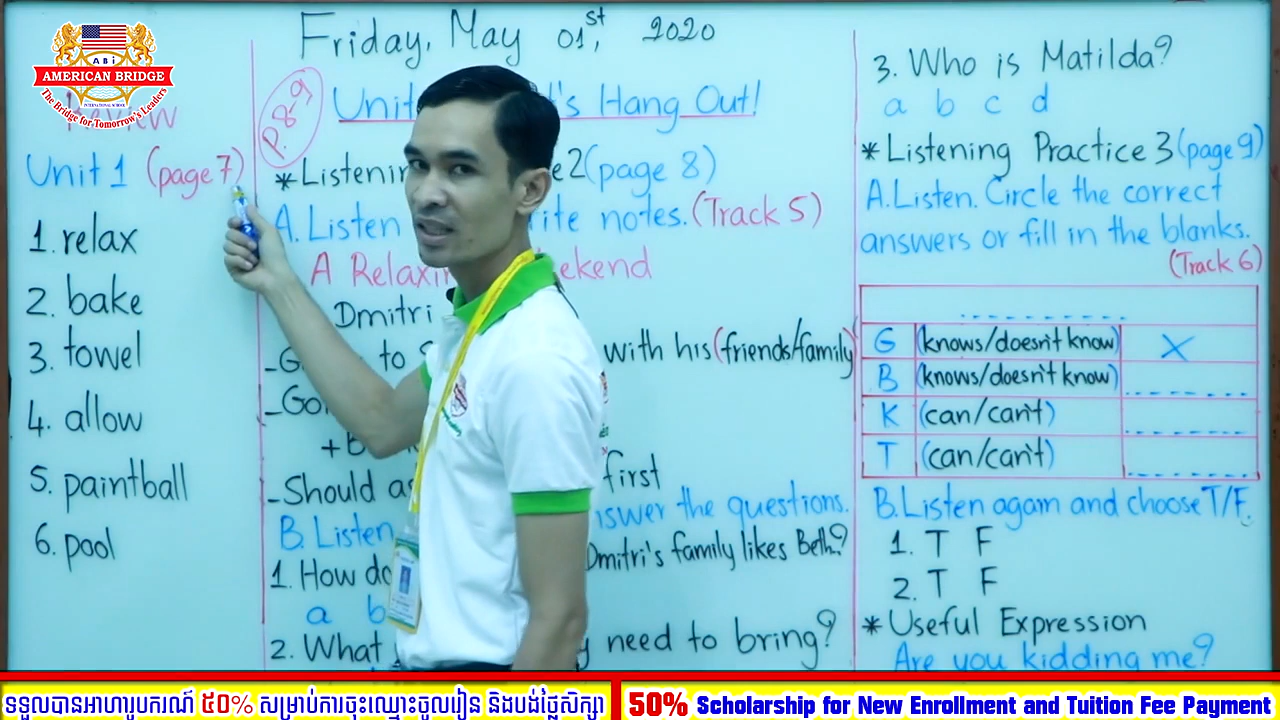 ABi
AMERICAN BRIDGE
INTERNATIONAL SCHOOL
The Bridge for Tomorrow's Leaders
Review
Unit 1 (page 7)
1. relax
2. bake
3. towel
4. allow
5. paintball
6. pool
Friday, May 01st, 2020
P.8-9
Unit 's Hang Out!
*Listenin e 2 (page 8)
A. Listen rite notes. (Track 5)
A Relaxin ekend
Dmitri
-G to S with his (friends/family)
-Go
+B
-Should as first
B. Listen nswer the questions.
1. How do Dmitri's family likes Beth?
a b
2. What y need to bring?
3. Who is Matilda?
a b c d
*Listening Practice 3 (page 9)
A. Listen. Circle the correct
answers or fill in the blanks.
(Track 6)
G (knows/doesn't know) X
B (knows/doesn't know)
K (can/can't)
T (can/can't)
B. Listen again and choose T/F.
1. T F
2. T F
*Useful Expression
Are you kidding me?
ទទួលបានអាហារូបករណ៍ ៥០% សម្រាប់ការចុះឈ្មោះចូលរៀន និងបង់ថ្លៃសិក្សា
50% Scholarship for New Enrollment and Tuition Fee Payment